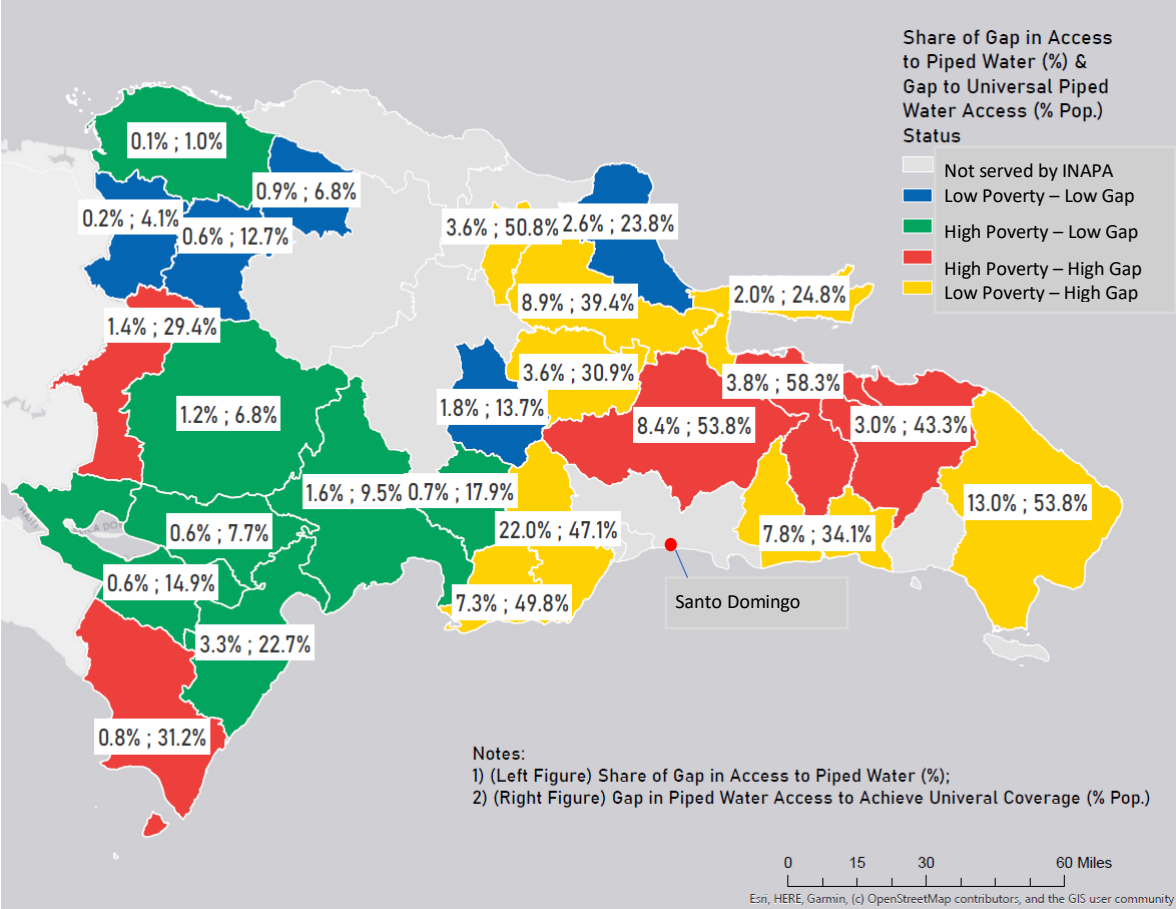 Share of Gap in Access
to Piped Water (%) &
Gap to Universal Piped
Water Access (% Pop.)
Status
Not served by INAPA
Low Poverty – Low Gap
High Poverty – Low Gap
High Poverty – High Gap
Low Poverty – High Gap
0.1% ; 1.0%
0.9% ; 6.8%
0.2% ; 4.1%
0.6% ; 12.7%
3.6% ; 50.8%
2.6% ; 23.8%
8.9% ; 39.4%
2.0% ; 24.8%
1.4% ; 29.4%
3.6% ; 30.9%
3.8% ; 58.3%
1.2% ; 6.8%
1.8% ; 13.7%
8.4% ; 53.8%
3.0% ; 43.3%
1.6% ; 9.5%
0.7% ; 17.9%
13.0% ; 53.8%
0.6% ; 7.7%
22.0% ; 47.1%
7.8% ; 34.1%
0.6% ; 14.9%
7.3% ; 49.8%
Santo Domingo
3.3% ; 22.7%
0.8% ; 31.2%
Notes:
1) (Left Figure) Share of Gap in Access to Piped Water (%);
2) (Right Figure) Gap in Piped Water Access to Achieve Univeral Coverage (% Pop.)
0 15 30 60 Miles
Esri, HERE, Garmin, (c) OpenStreetMap contributors, and the GIS user community